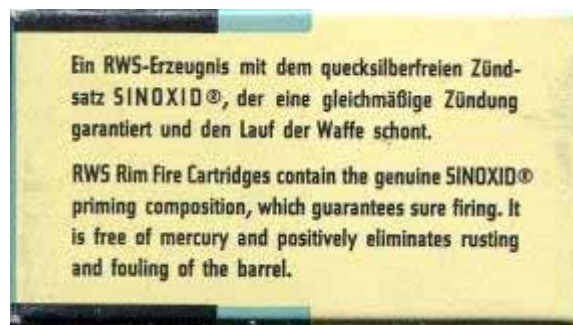 Ein RWS-Erzeugnis mit dem quecksilberfreien Zünd-
satz SINOXID®, der eine gleichmäßige Zündung
garantiert und den Lauf der Waffe schont.
RWS Rim Fire Cartridges contain the genuine SINOXID®
priming composition, which guarantees sure firing. It
is free of mercury and positively eliminates rusting
and fouling of the barrel.